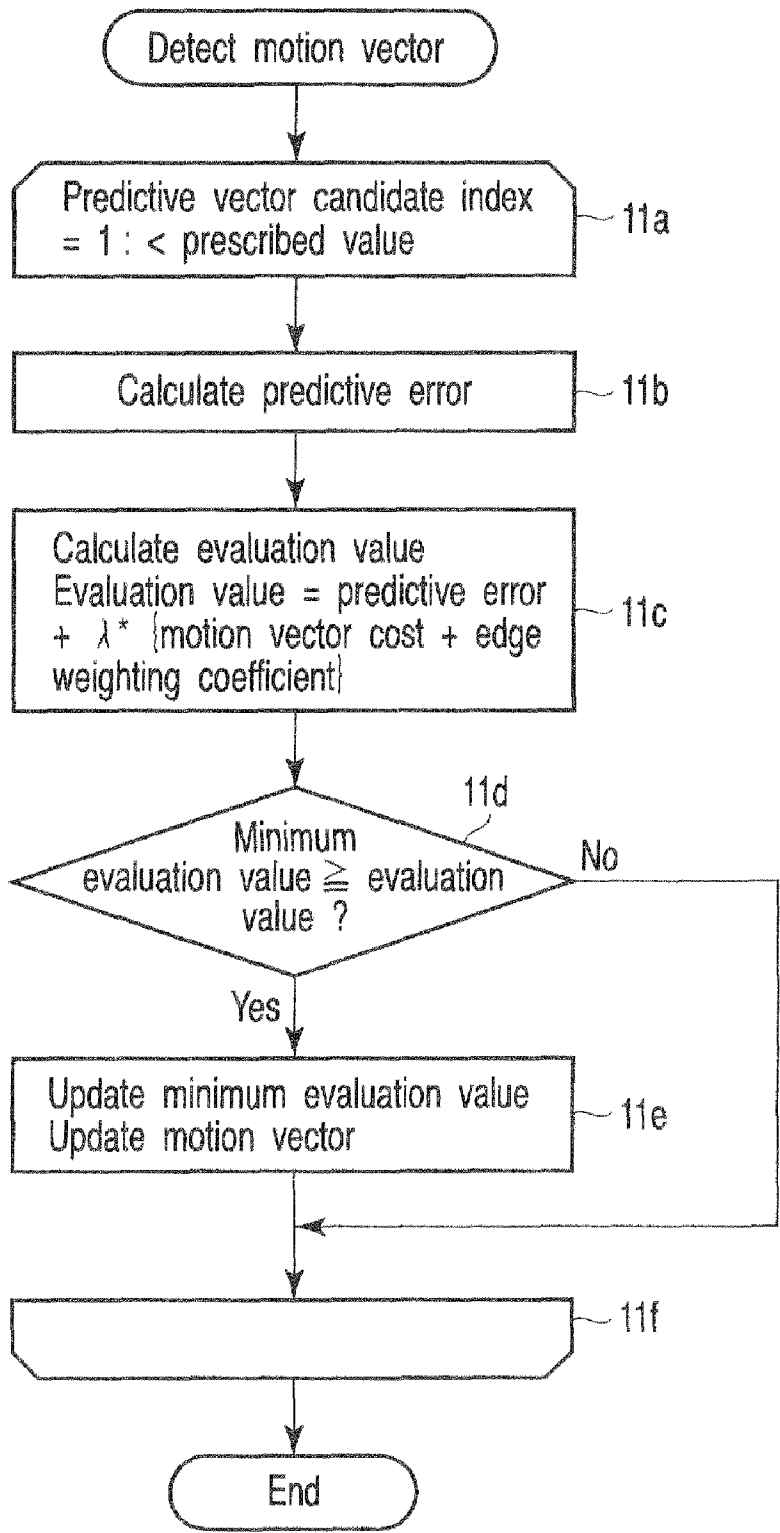 Detect motion vector
Predictive vector candidate index
= 1 : < prescribed value
11a
Calculate predictive error
11b
Calculate evaluation value
Evaluation value = predictive error
+ λ* {motion vector cost + edge
weighting coefficient}
11c
11d
Minimum
evaluation value ≧ evaluation
value ?
No
Yes
Update minimum evaluation value
Update motion vector
11e
11f
End